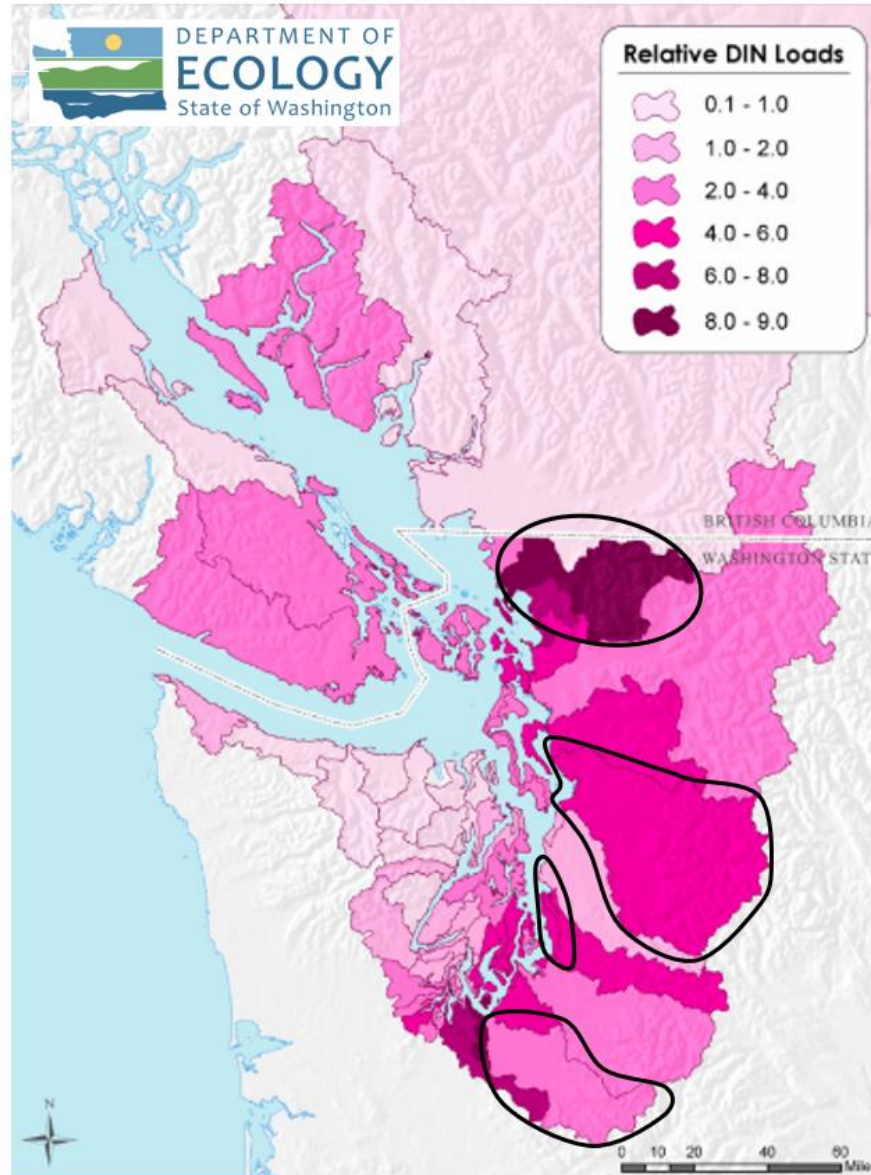 DEPARTMENT OF
ECOLOGY
State of Washington
Relative DIN Loads
0.1 - 1.0
1.0 - 2.0
2.0 - 4.0
4.0 - 6.0
6.0 - 8.0
8.0 - 9.0
BRITISH COLUMBIA
WASHINGTON STAT
N
0 10 20 40 60
Mile